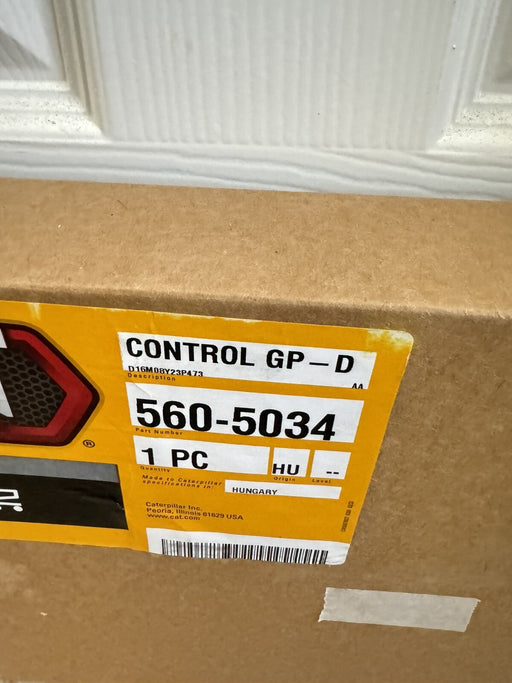 CONTROL GP-D
D16M08Y23P473
Description
AA
560-5034
Part Number
1 PC
Quantity
HU
Origin
--
Level
Made to Caterpillar
specifications in:
HUNGARY
Caterpillar Inc.
Peoria, Illinois 61629 USA
www.cat.com
®